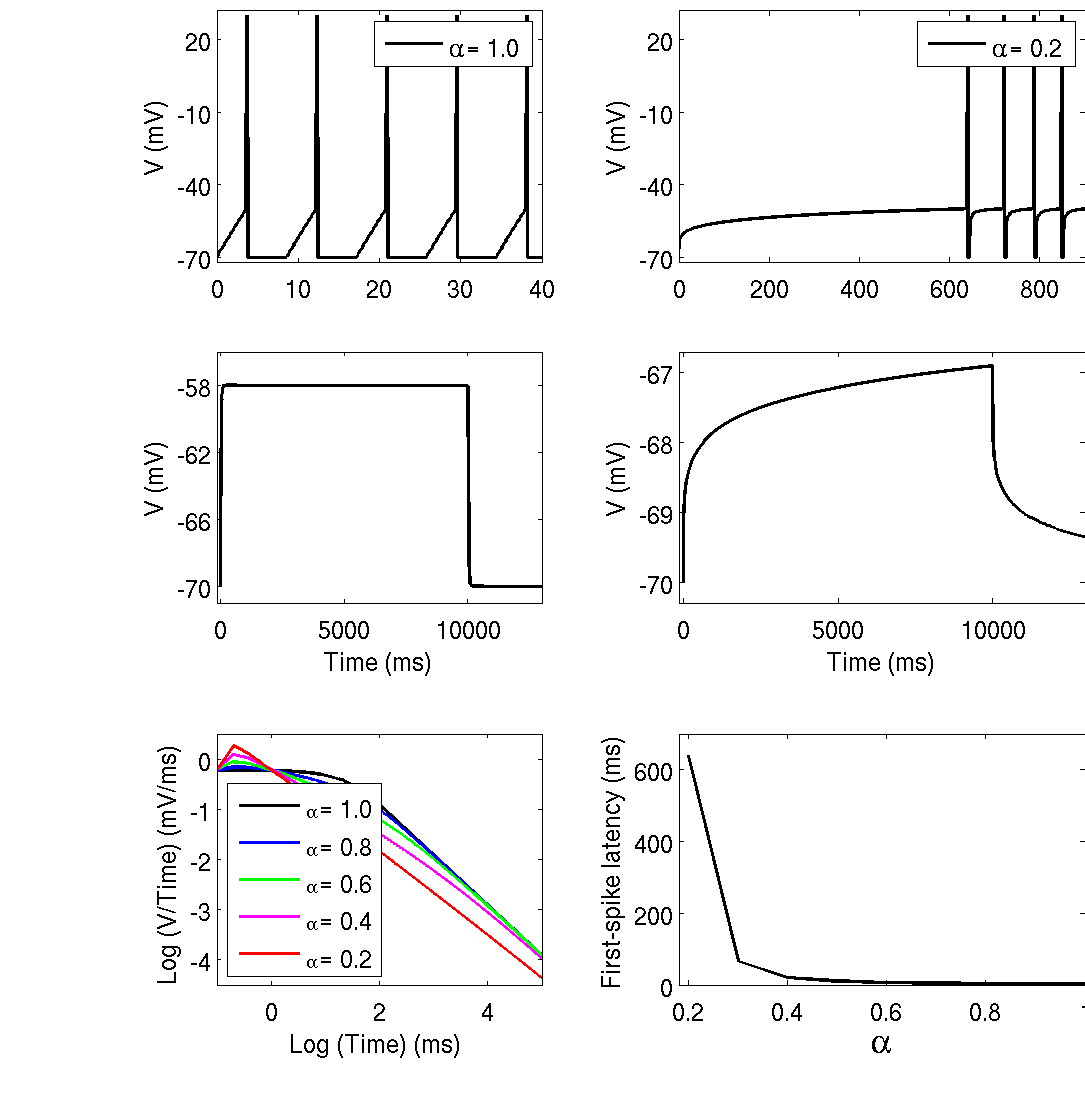 α= 1.0
20
-10
-40
-70
V (mV)
0 10 20 30 40
α= 0.2
20
-10
-40
-70
V (mV)
0 200 400 600 800
-58
-62
-66
-70
V (mV)
0 5000 10000
Time (ms)
-67
-68
-69
-70
V (mV)
0 5000 10000
Time (ms)
0
-1
-2
-3
-4
Log (V/Time) (mV/ms)
α= 1.0
α= 0.8
α= 0.6
α= 0.4
α= 0.2
0 2 4
Log (Time) (ms)
600
400
200
0
First-spike latency (ms)
0.2 0.4 0.6 0.8
α